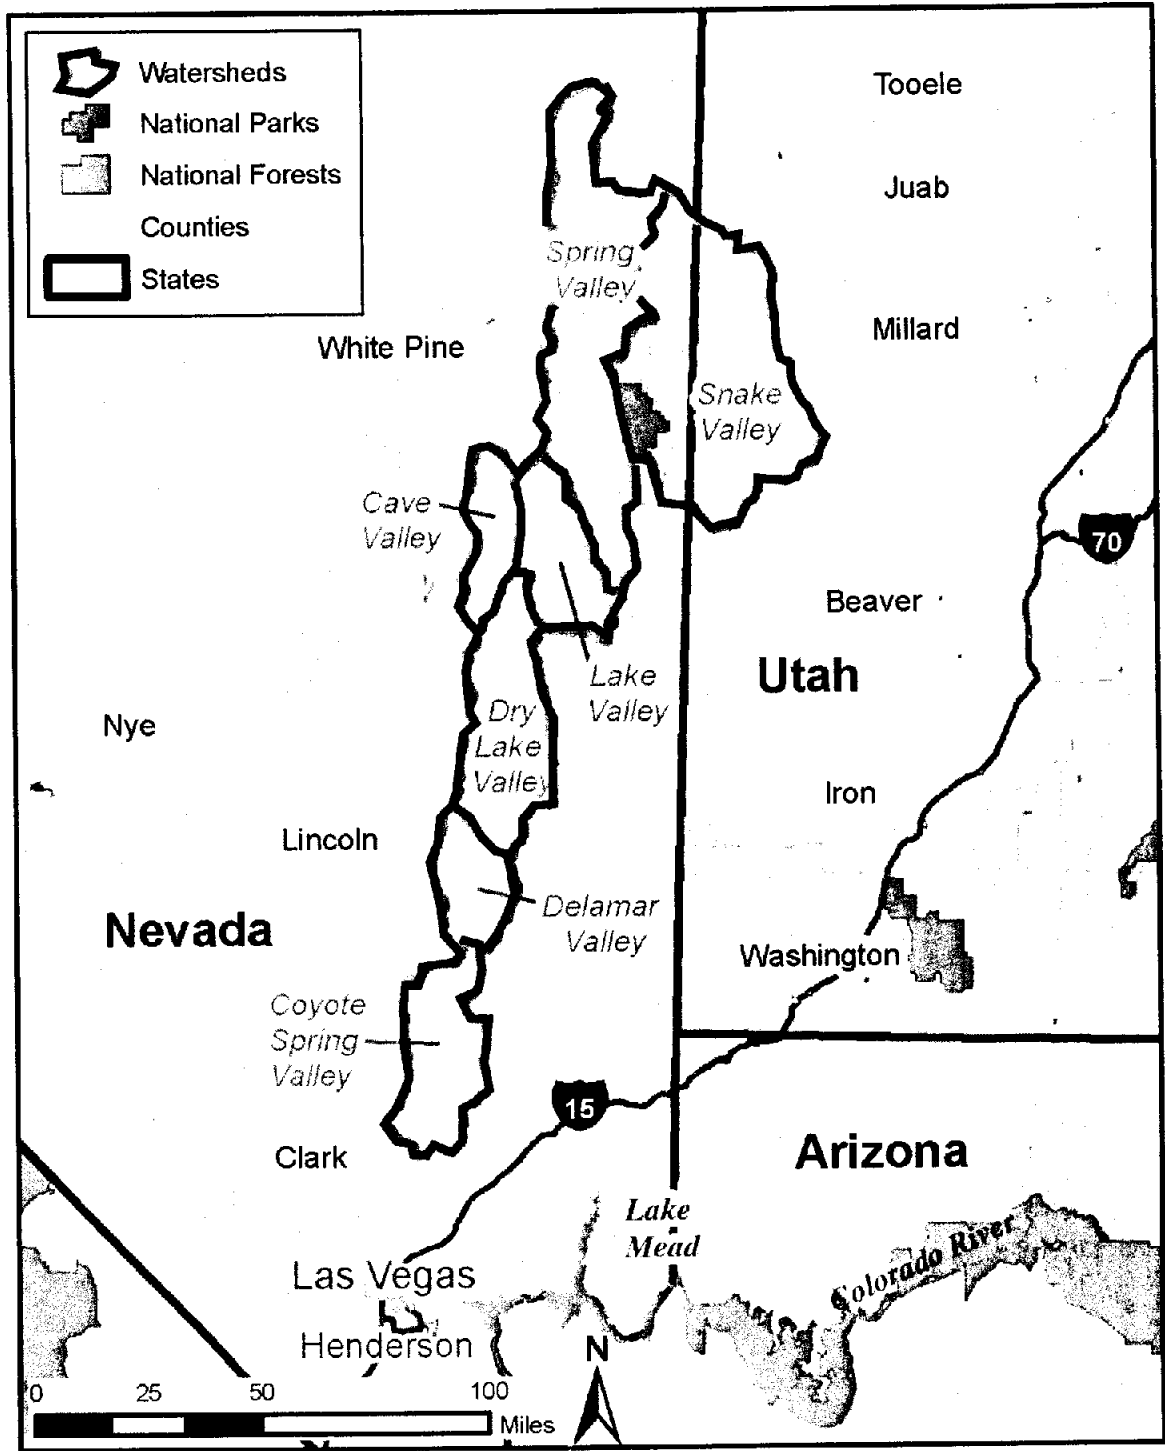 Watersheds
National Parks
National Forests
Counties
States
Tooele
Juab
Spring
Valley
White Pine
Millard
Snake
Valley
Cave
Valley
70
Beaver
Utah
Lake
Valley
Nye
Dry
Lake
Valley
Iron
Lincoln
Delamar
Valley
Nevada
Washington
Coyote
Spring
Valley
15
Clark
Arizona
Lake
Mead
Colorado River
Las Vegas
Henderson
N
0 25 50 100
Miles